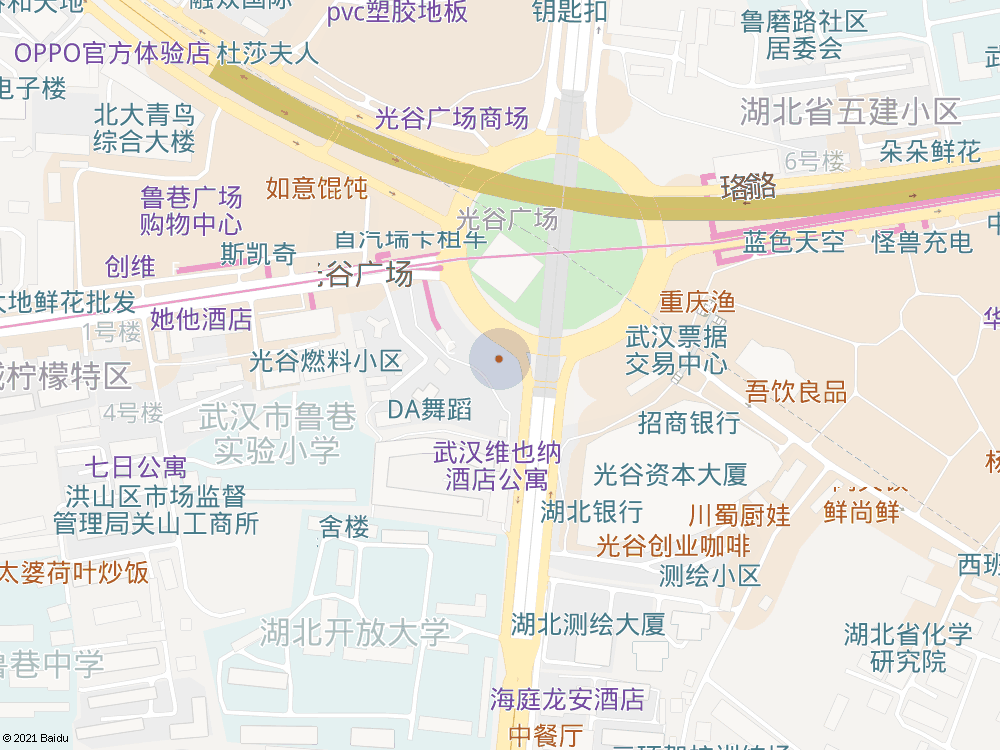 pvc塑胶地板
钥匙扣
鲁磨路社区
居委会
OPPO官方体验店
杜莎夫人
电子楼
北大青鸟
综合大楼
光谷广场商场
湖北省五建小区
6号楼
朵朵鲜花
鲁巷广场
购物中心
如意馄饨
光谷广场
斯凯奇
蓝色天空
怪兽充电
创维
谷广场
大地鲜花批发
她他酒店
1号楼
重庆渔
武汉票据
交易中心
光谷燃料小区
柠檬特区
4号楼
武汉市鲁巷
实验小学
DA舞蹈
吾饮良品
招商银行
七日公寓
武汉维也纳
酒店公寓
光谷资本大厦
洪山区市场监督
管理局关山工商所
舍楼
湖北银行
川蜀厨娃
鲜尚鲜
光谷创业咖啡
太婆荷叶炒饭
测绘小区
西班
湖北开放大学
湖北测绘大厦
湖北省化学
研究院
鲁巷中学
海庭龙安酒店
中餐厅
© 2021 Baidu